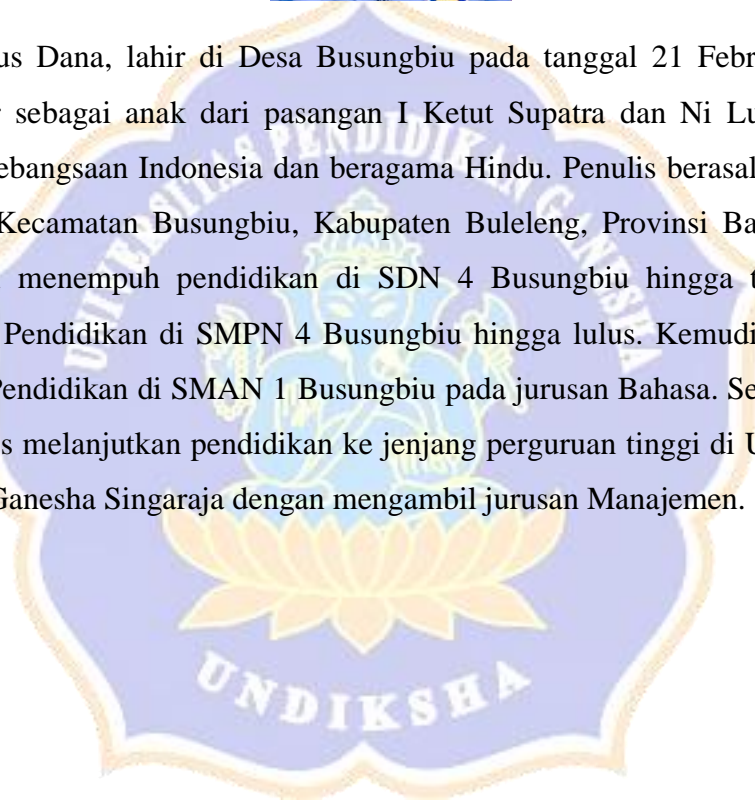 us Dana, lahir di Desa Busungbiu pada tanggal 21 Febr
sebagai anak dari pasangan I Ketut Supatra dan Ni Lu
ebangsaan Indonesia dan beragama Hindu. Penulis berasal
Kecamatan Busungbiu, Kabupaten Buleleng, Provinsi Ba
menempuh pendidikan di SDN 4 Busungbiu hingga t
Pendidikan di SMPN 4 Busungbiu hingga lulus. Kemudi
Pendidikan di SMAN 1 Busungbiu pada jurusan Bahasa. Se
s melanjutkan pendidikan ke jenjang perguruan tinggi di U
Ganesha Singaraja dengan mengambil jurusan Manajemen.
UNIVERSITAS PENDIDIKAN GANESHA
UNDIKSHA